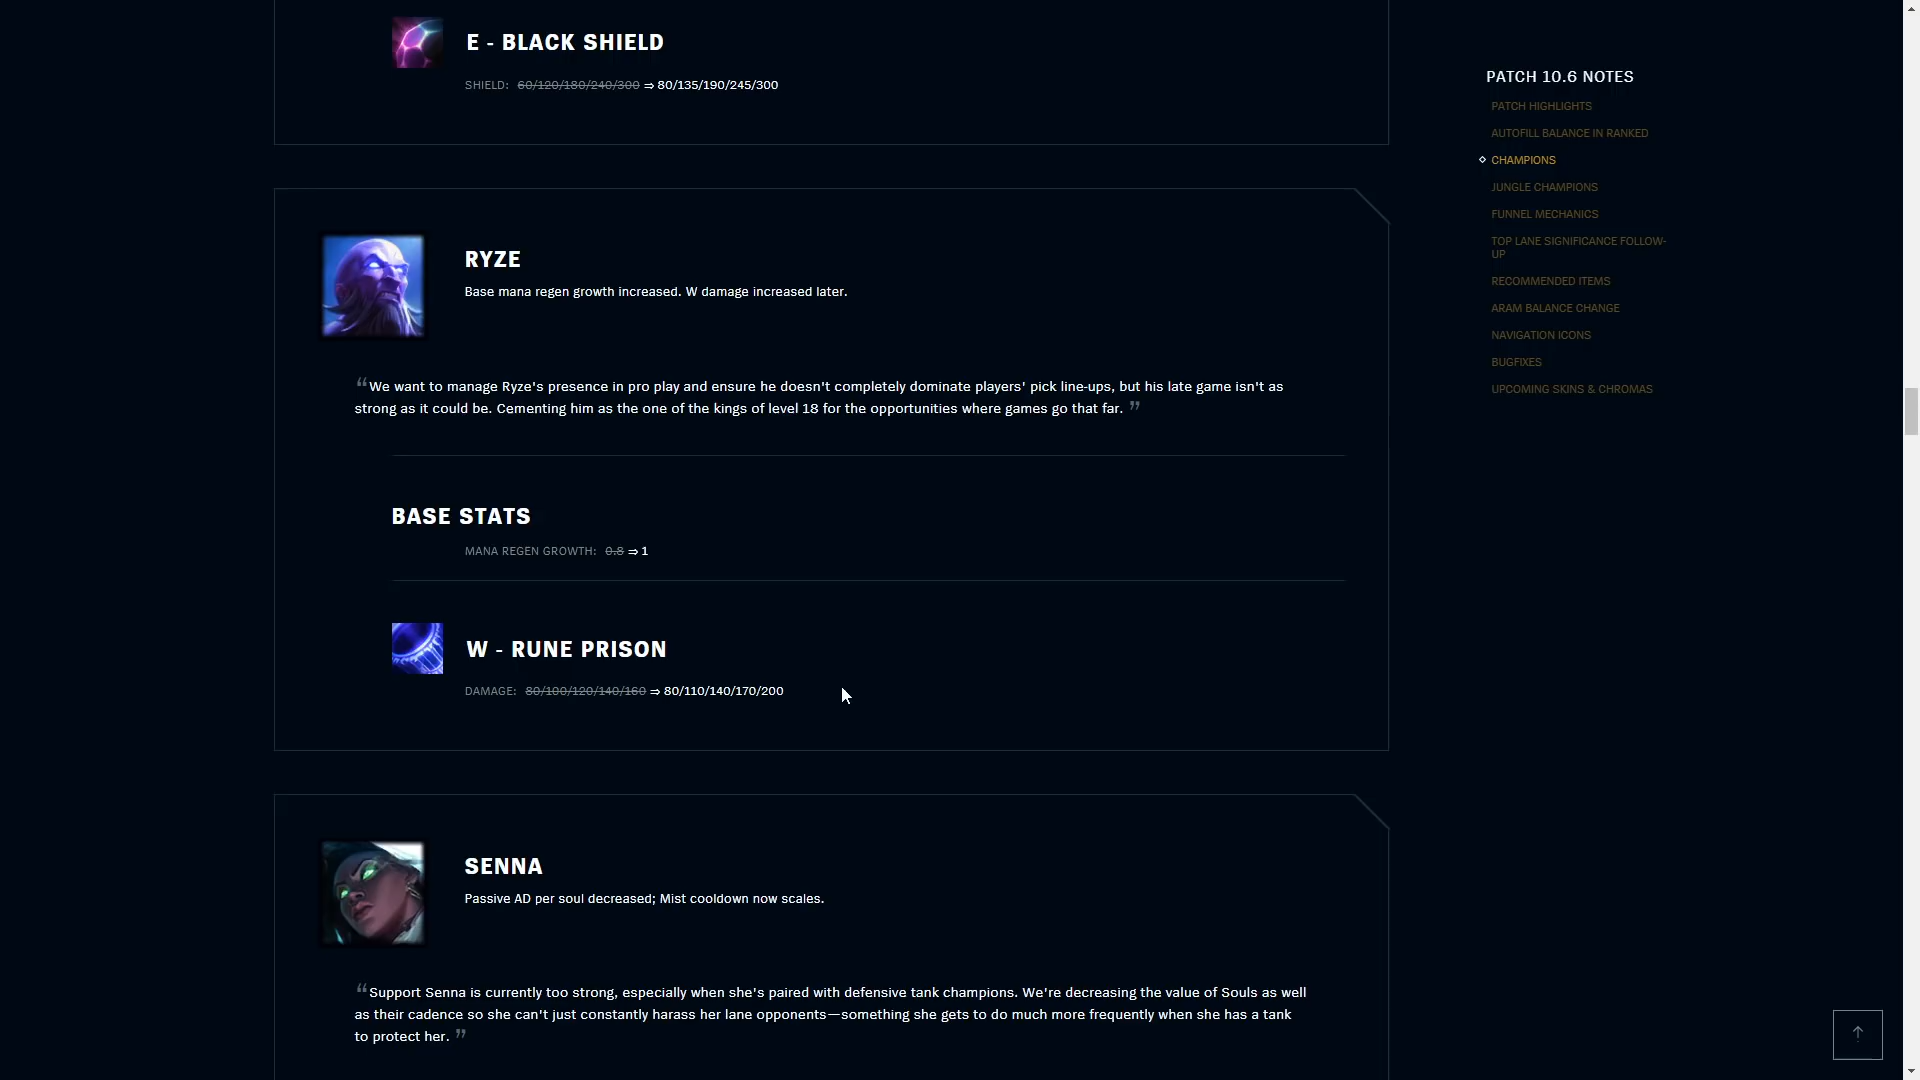 E - BLACK SHIELD
SHIELD: 60/120/180/240/300 ⇒ 80/135/190/245/300
RYZE
Base mana regen growth increased. W damage increased later.
“We want to manage Ryze's presence in pro play and ensure he doesn't completely dominate players' pick line-ups, but his late game isn't as
strong as it could be. Cementing him as the one of the kings of level 18 for the opportunities where games go that far. ”
BASE STATS
MANA REGEN GROWTH: 0.8 ⇒ 1
W - RUNE PRISON
DAMAGE: 80/100/120/140/160 ⇒ 80/110/140/170/200
SENNA
Passive AD per soul decreased; Mist cooldown now scales.
“Support Senna is currently too strong, especially when she's paired with defensive tank champions. We're decreasing the value of Souls as well
as their cadence so she can't just constantly harass her lane opponents—something she gets to do much more frequently when she has a tank
to protect her. ”
PATCH 10.6 NOTES
PATCH HIGHLIGHTS
AUTOFILL BALANCE IN RANKED
CHAMPIONS
JUNGLE CHAMPIONS
FUNNEL MECHANICS
TOP LANE SIGNIFICANCE FOLLOW-
UP
RECOMMENDED ITEMS
ARAM BALANCE CHANGE
NAVIGATION ICONS
BUGFIXES
UPCOMING SKINS & CHROMAS